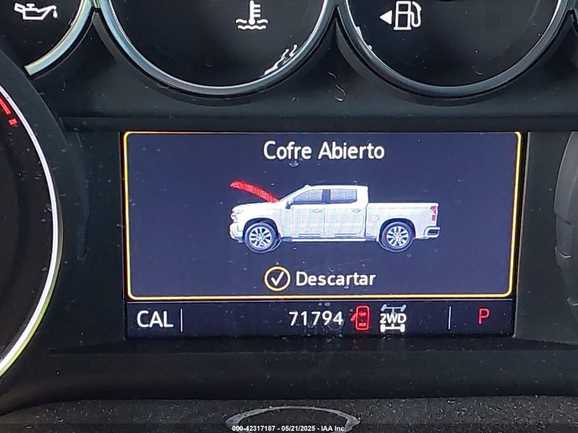 Cofre Abierto
Descartar
CAL 71794 2WD P
000-42317187 - 05/21/2025 - IAA Inc.